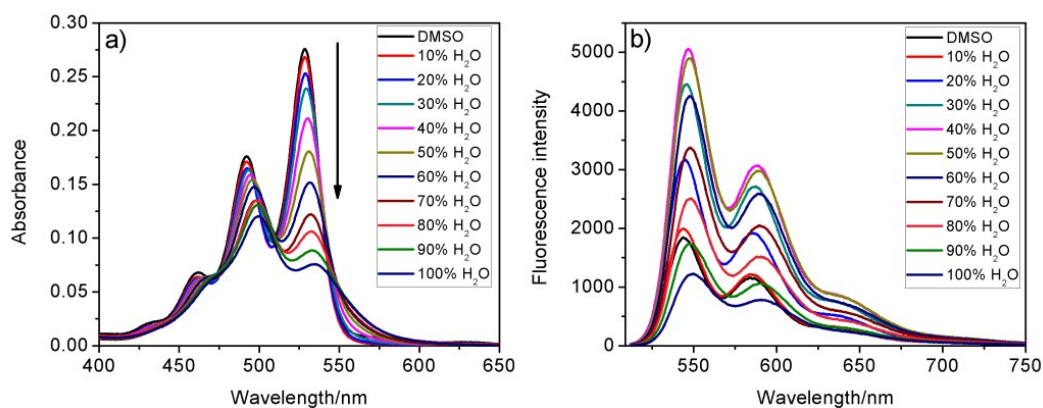 a)
0.30
0.25
0.20
0.15
0.10
0.05
0.00
Absorbance
400 450 500 550 600 650
Wavelength/nm
DMSO
10% H₂O
20% H₂O
30% H₂O
40% H₂O
50% H₂O
60% H₂O
70% H₂O
80% H₂O
90% H₂O
100% H₂O
b)
5000
4000
3000
2000
1000
0
Fluorescence intensity
550 600 650 700 750
Wavelength/nm
DMSO
10% H₂O
20% H₂O
30% H₂O
40% H₂O
50% H₂O
60% H₂O
70% H₂O
80% H₂O
90% H₂O
100% H₂O